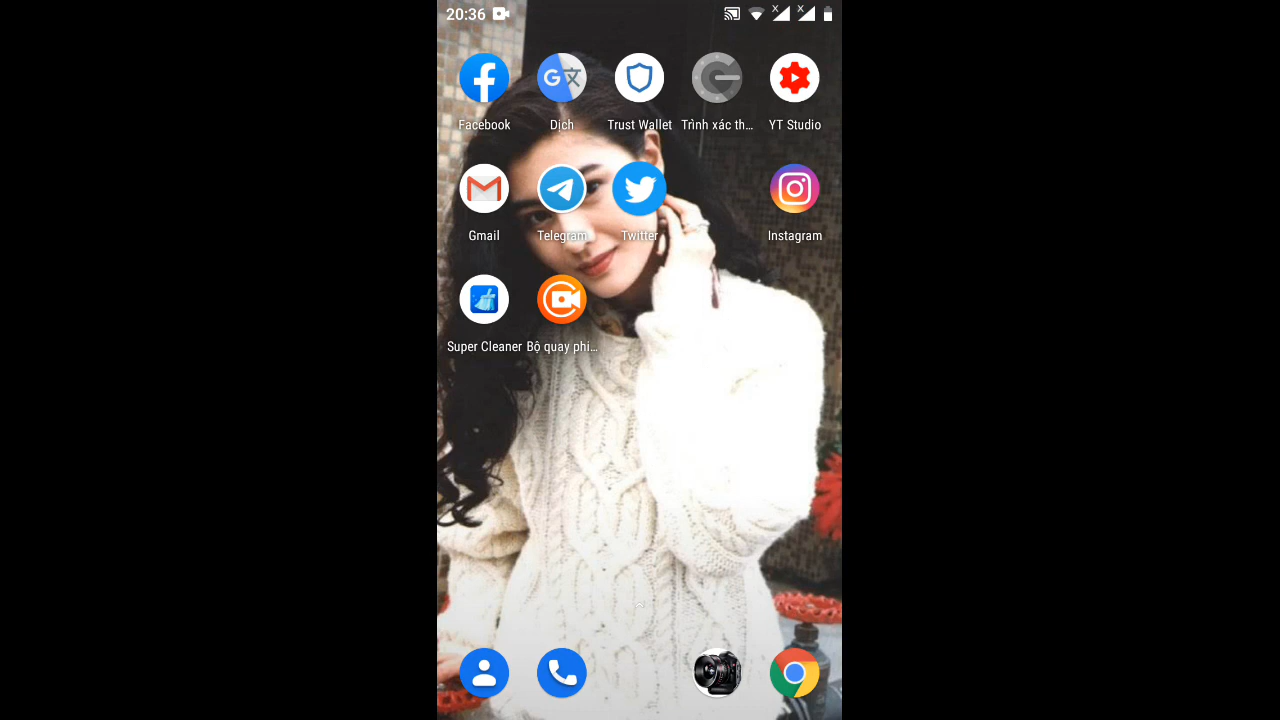 20:36
Facebook
Dịch
Trust Wallet
Trình xác th...
YT Studio
Gmail
Telegram
Twitter
Instagram
Super Cleaner
Bộ quay phi...